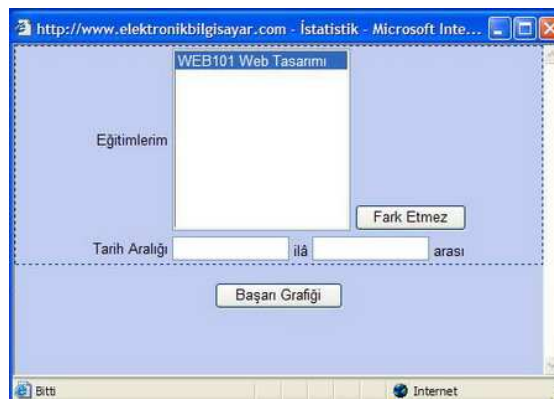 http://www.elektronikbilgisayar.com - İstatistik - Microsoft Inte...
WEB101 Web Tasarımı
Eğitimlerim
Fark Etmez
Tarih Aralığı ilâ arası
Başarı Grafiği
Bitti Internet